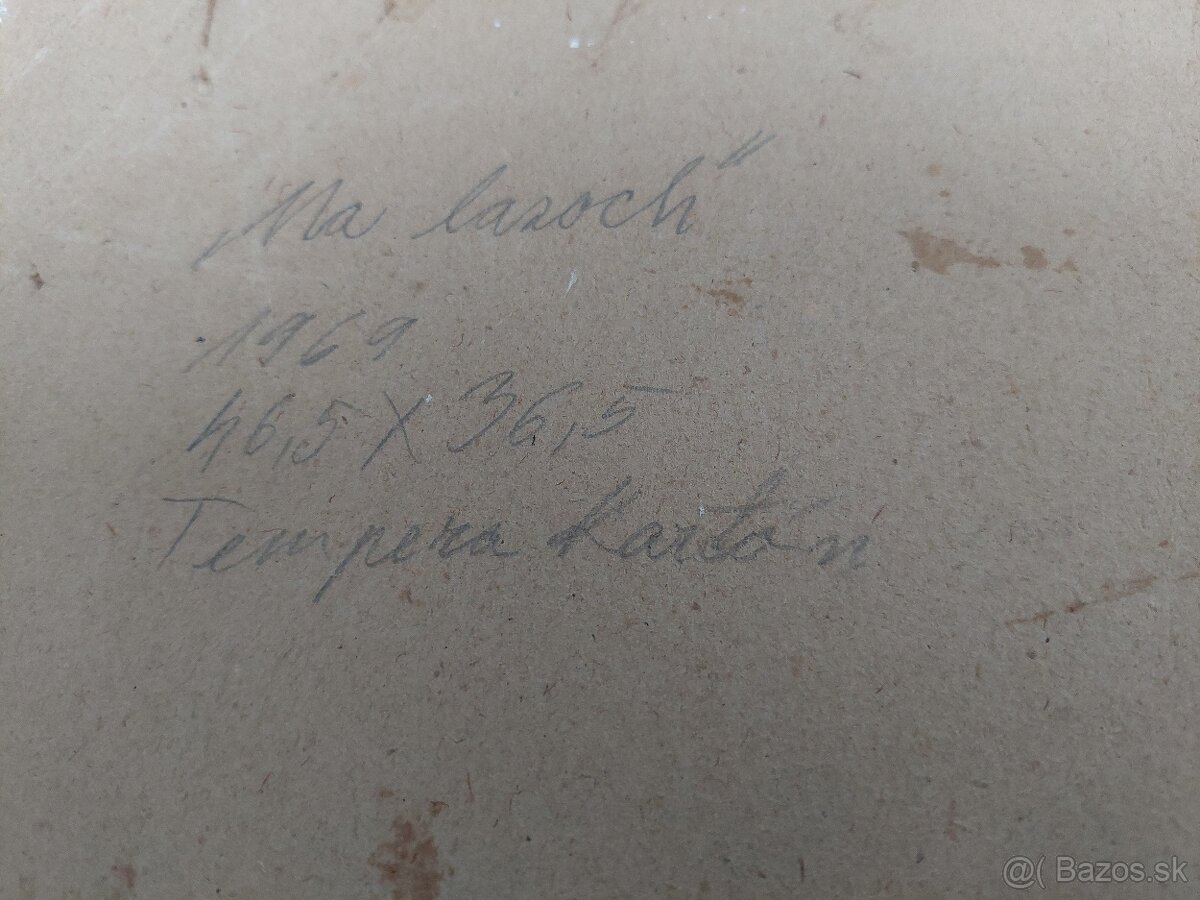 „Na lazoch"
1969
46,5 X 36,5
Tempera Kartón
@( Bazos.sk